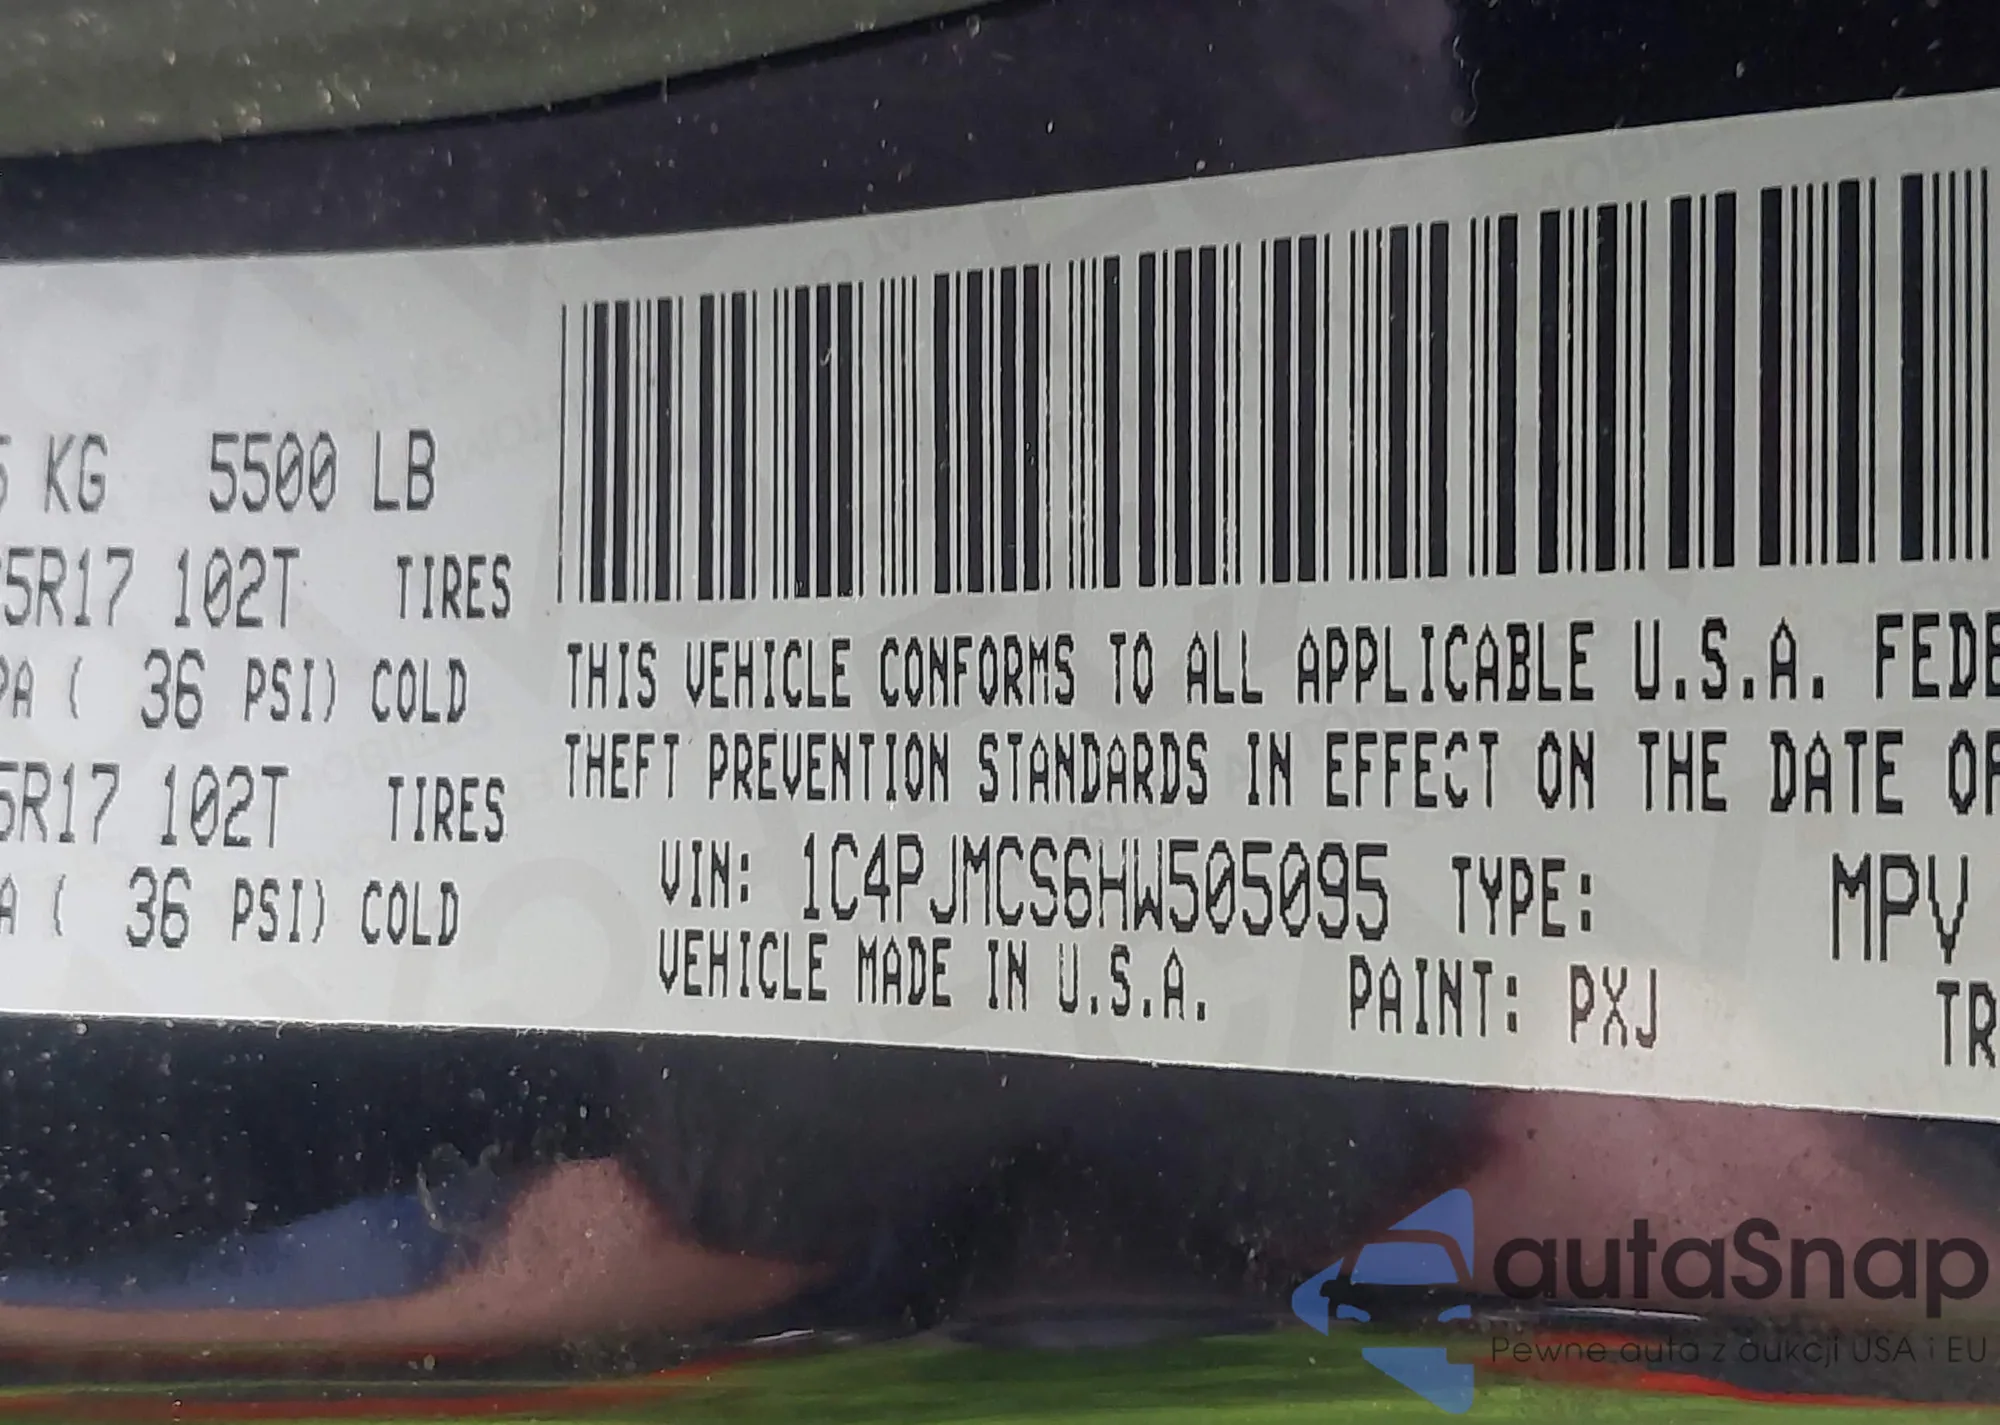 KG 5500 LB
5R17 102T TIRES
PA ( 36 PSI) COLD
5R17 102T TIRES
A ( 36 PSI) COLD
THIS VEHICLE CONFORMS TO ALL APPLICABLE U.S.A. FEDE
THEFT PREVENTION STANDARDS IN EFFECT ON THE DATE OF
VIN: 1C4PJMCS6HW505095 TYPE: MPV
VEHICLE MADE IN U.S.A. PAINT: PXJ
TR
autaSnap
Pewne auta z aukcji USA i EU